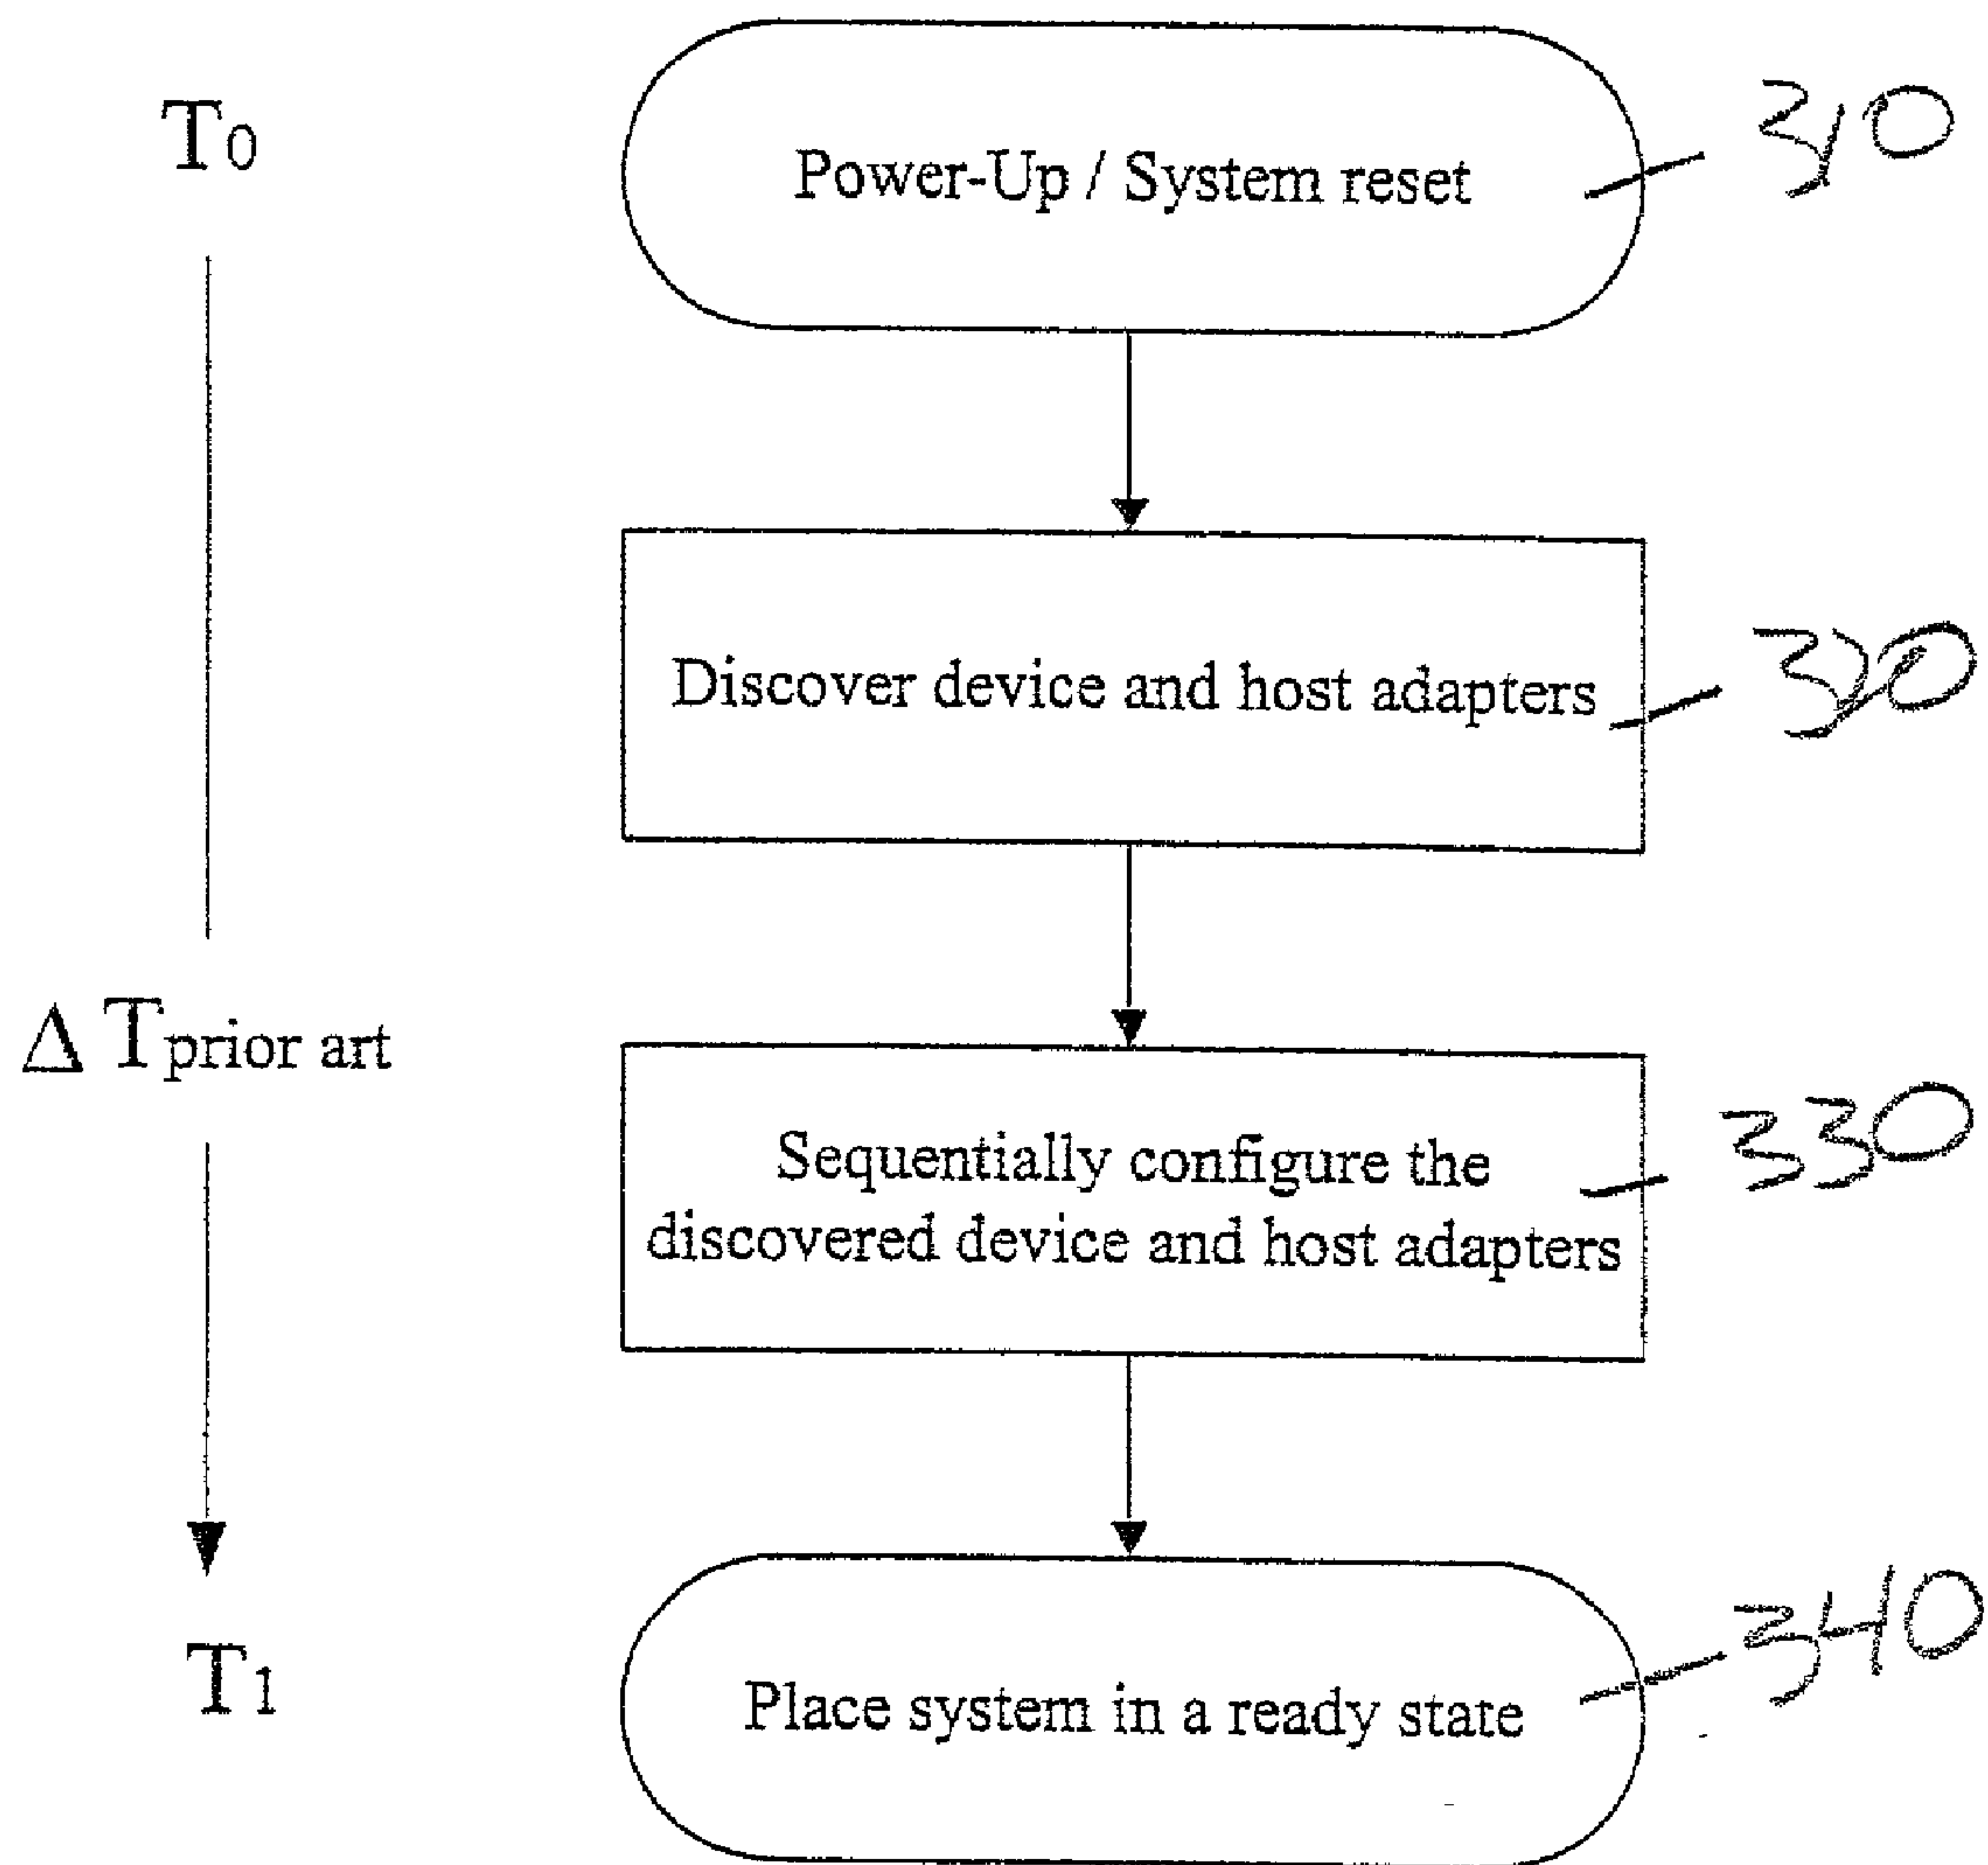 T0
Power-Up / System reset
310
Discover device and host adapters
320
Δ Tprior art
Sequentially configure the
discovered device and host adapters
330
T1
Place system in a ready state
340